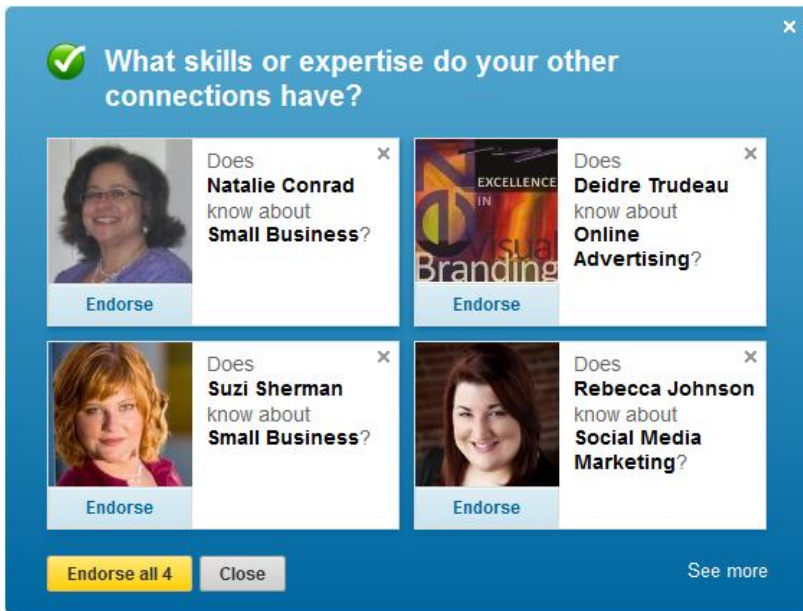 What skills or expertise do your other
connections have?
Does
Natalie Conrad
know about
Small Business?
Endorse
Does
Deidre Trudeau
know about
Online
Advertising?
EXCELLENCE
IN
Visual
Branding
Endorse
Does
Suzi Sherman
know about
Small Business?
Endorse
Does
Rebecca Johnson
know about
Social Media
Marketing?
Endorse
Endorse all 4
Close
See more